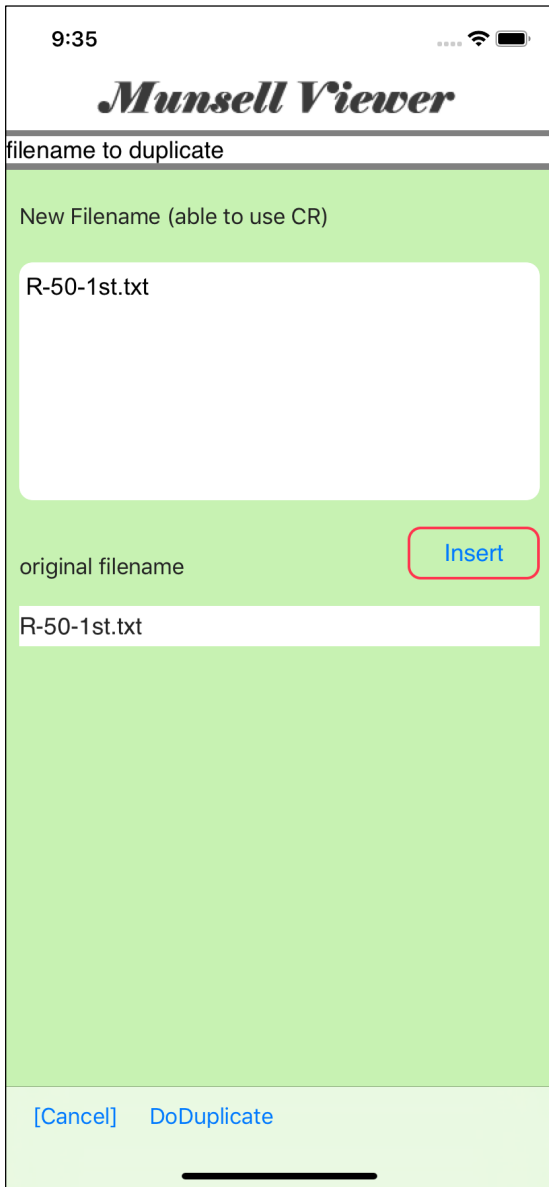 9:35
Munsell Viewer
filename to duplicate
New Filename (able to use CR)
R-50-1st.txt
Insert
original filename
R-50-1st.txt
[Cancel] DoDuplicate